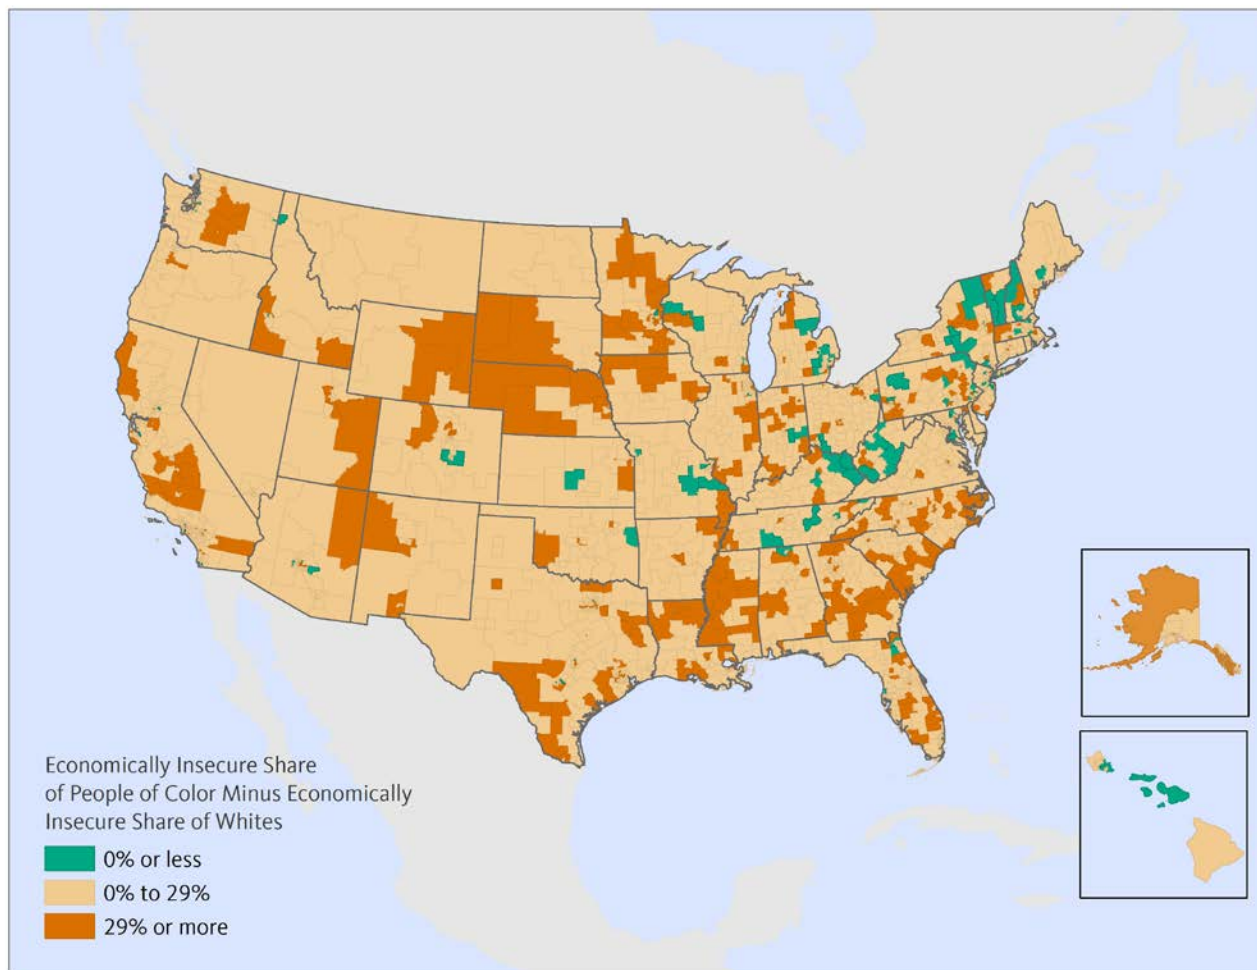 Economically Insecure Share
of People of Color Minus Economically
Insecure Share of Whites
0% or less
0% to 29%
29% or more